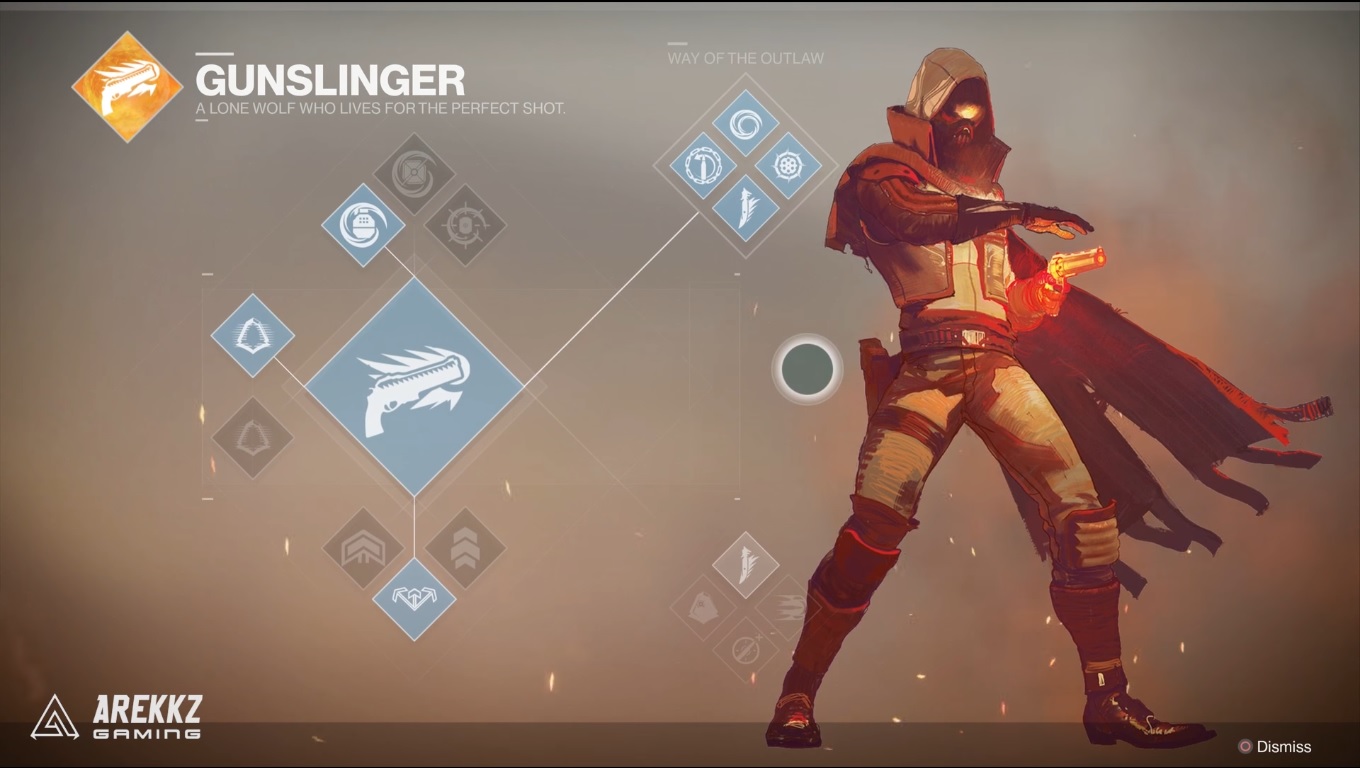 GUNSLINGER
A LONE WOLF WHO LIVES FOR THE PERFECT SHOT.
WAY OF THE OUTLAW
AREKKZ
GAMING
Dismiss